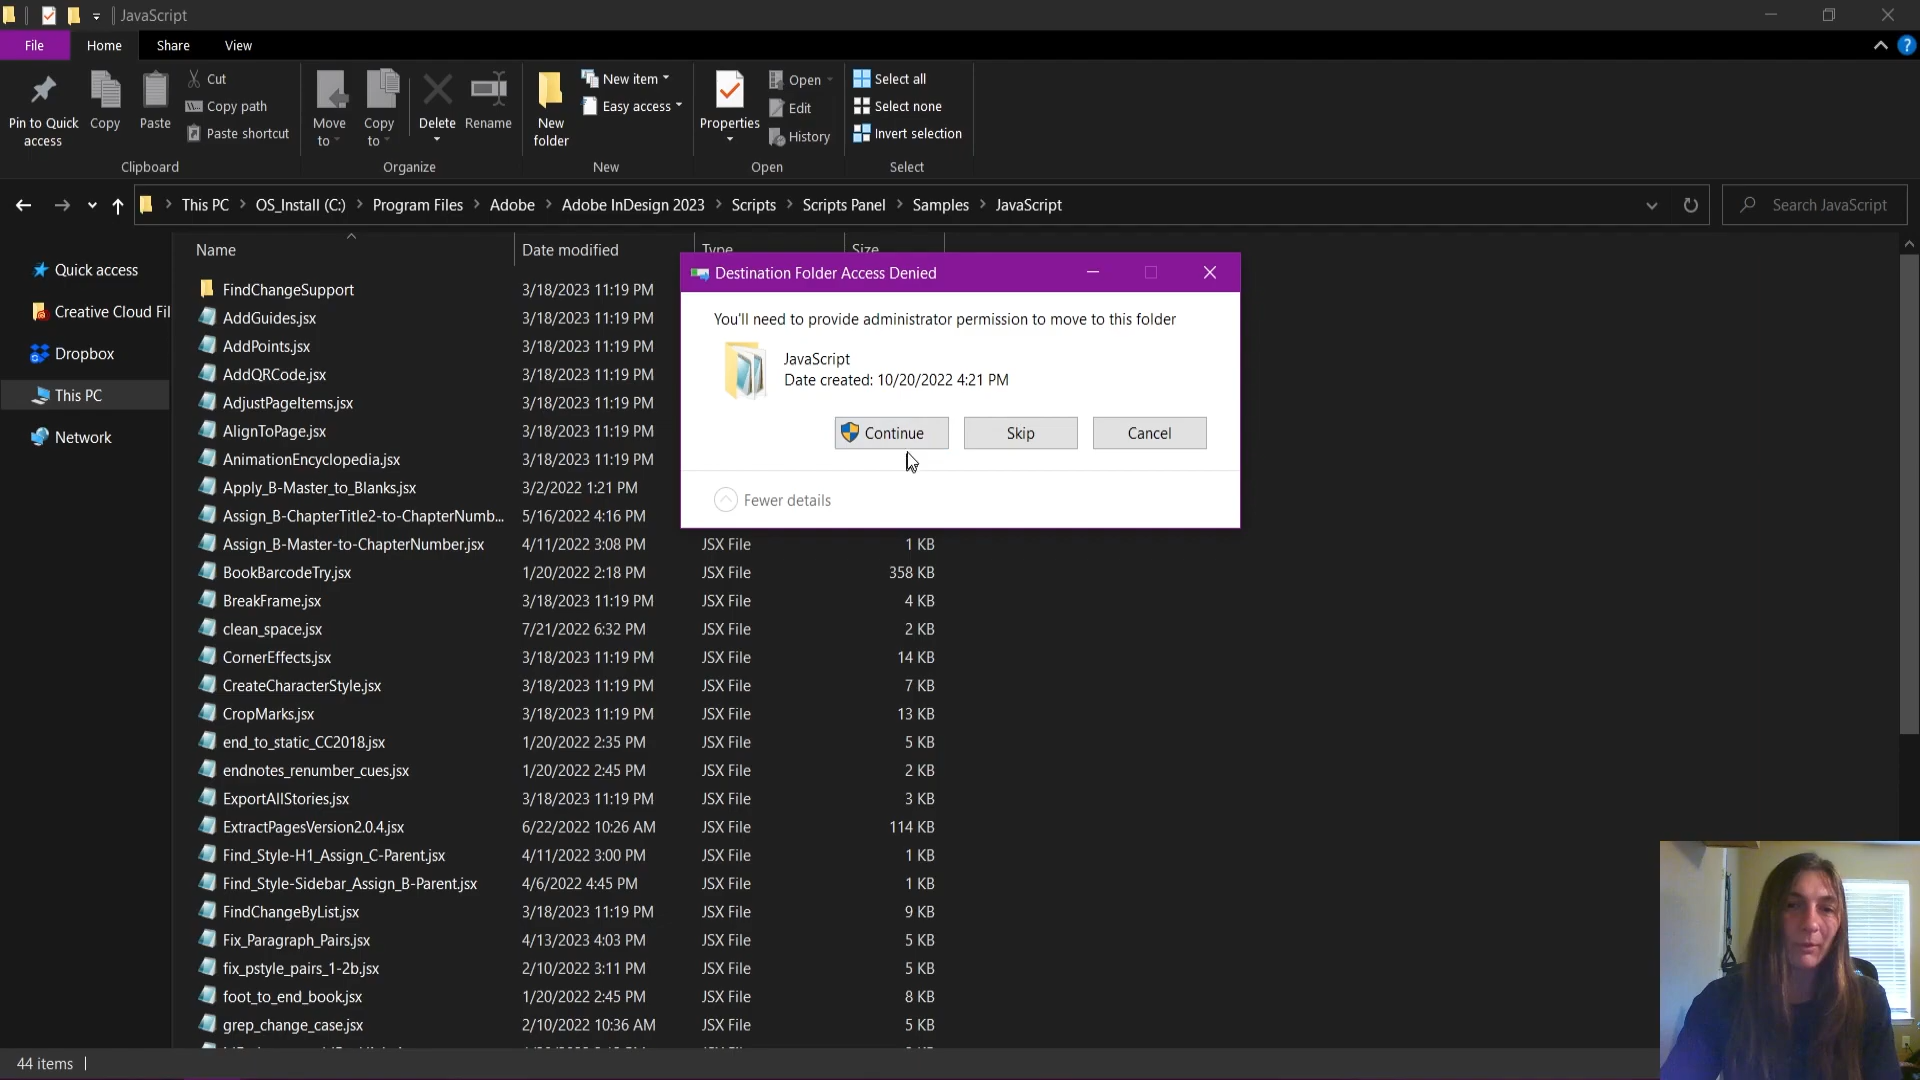 JavaScript
File Home Share View
Pin to Quick access
Copy
Paste
Cut
Copy path
Paste shortcut
Clipboard
Move to
Copy to
Delete
Rename
Organize
New folder
New item
Easy access
New
Properties
Open
Edit
History
Open
Select all
Select none
Invert selection
Select
This PC > OS_Install (C:) > Program Files > Adobe > Adobe InDesign 2023 > Scripts > Scripts Panel > Samples > JavaScript
Search JavaScript
Quick access
Creative Cloud Fil
Dropbox
This PC
Network
Name Date modified Type Size
FindChangeSupport 3/18/2023 11:19 PM
AddGuides.jsx 3/18/2023 11:19 PM
AddPoints.jsx 3/18/2023 11:19 PM
AddQRCode.jsx 3/18/2023 11:19 PM
AdjustPageItems.jsx 3/18/2023 11:19 PM
AlignToPage.jsx 3/18/2023 11:19 PM
AnimationEncyclopedia.jsx 3/18/2023 11:19 PM
Apply_B-Master_to_Blanks.jsx 3/2/2022 1:21 PM
Assign_B-ChapterTitle2-to-ChapterNumb... 5/16/2022 4:16 PM
Assign_B-Master-to-ChapterNumber.jsx 4/11/2022 3:08 PM JSX File 1 KB
BookBarcodeTry.jsx 1/20/2022 2:18 PM JSX File 358 KB
BreakFrame.jsx 3/18/2023 11:19 PM JSX File 4 KB
clean_space.jsx 7/21/2022 6:32 PM JSX File 2 KB
CornerEffects.jsx 3/18/2023 11:19 PM JSX File 14 KB
CreateCharacterStyle.jsx 3/18/2023 11:19 PM JSX File 7 KB
CropMarks.jsx 3/18/2023 11:19 PM JSX File 13 KB
end_to_static_CC2018.jsx 1/20/2022 2:35 PM JSX File 5 KB
endnotes_renumber_cues.jsx 1/20/2022 2:45 PM JSX File 2 KB
ExportAllStories.jsx 3/18/2023 11:19 PM JSX File 3 KB
ExtractPagesVersion2.0.4.jsx 6/22/2022 10:26 AM JSX File 114 KB
Find_Style-H1_Assign_C-Parent.jsx 4/11/2022 3:00 PM JSX File 1 KB
Find_Style-Sidebar_Assign_B-Parent.jsx 4/6/2022 4:45 PM JSX File 1 KB
FindChangeByList.jsx 3/18/2023 11:19 PM JSX File 9 KB
Fix_Paragraph_Pairs.jsx 4/13/2023 4:03 PM JSX File 5 KB
fix_pstyle_pairs_1-2b.jsx 2/10/2022 3:11 PM JSX File 5 KB
foot_to_end_book.jsx 1/20/2022 2:45 PM JSX File 8 KB
grep_change_case.jsx 2/10/2022 10:36 AM JSX File 5 KB
Destination Folder Access Denied
You'll need to provide administrator permission to move to this folder
JavaScript
Date created: 10/20/2022 4:21 PM
Continue Skip Cancel
Fewer details
44 items